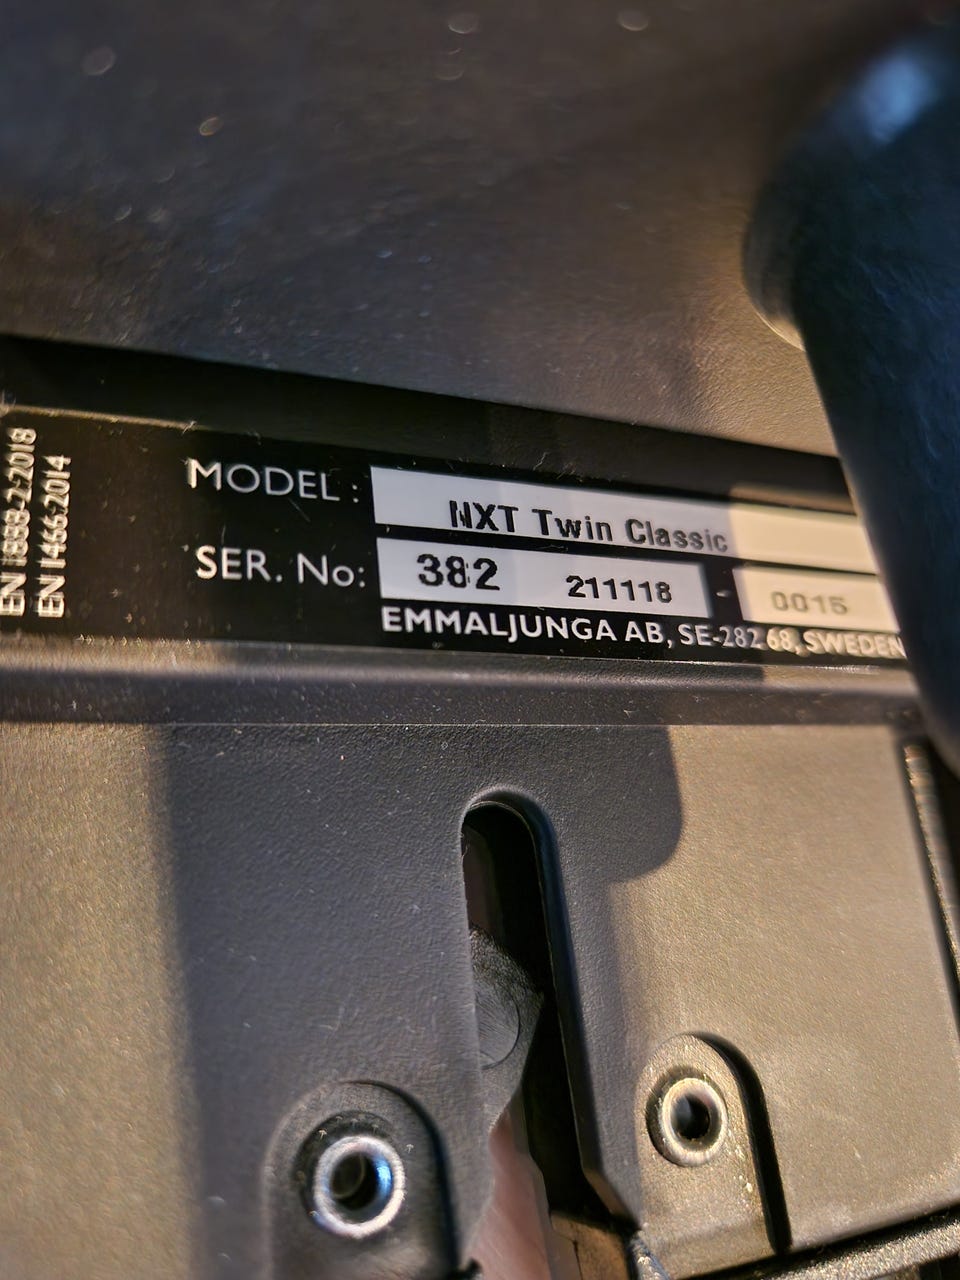 EN 1888-2:2018
EN 1466:2014
MODEL : NXT Twin Classic
SER. No: 382 211118 - 0015
EMMALJUNGA AB, SE-282 68, SWEDEN